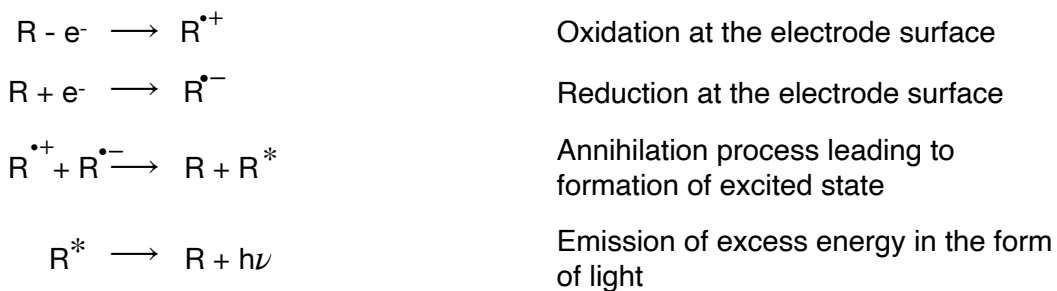 R - e⁻ ⟶ R•⁺ Oxidation at the electrode surface
R + e⁻ ⟶ R•⁻ Reduction at the electrode surface
R•⁺ + R•⁻ ⟶ R + R* Annihilation process leading to
formation of excited state
R* ⟶ R + hν Emission of excess energy in the form
of light